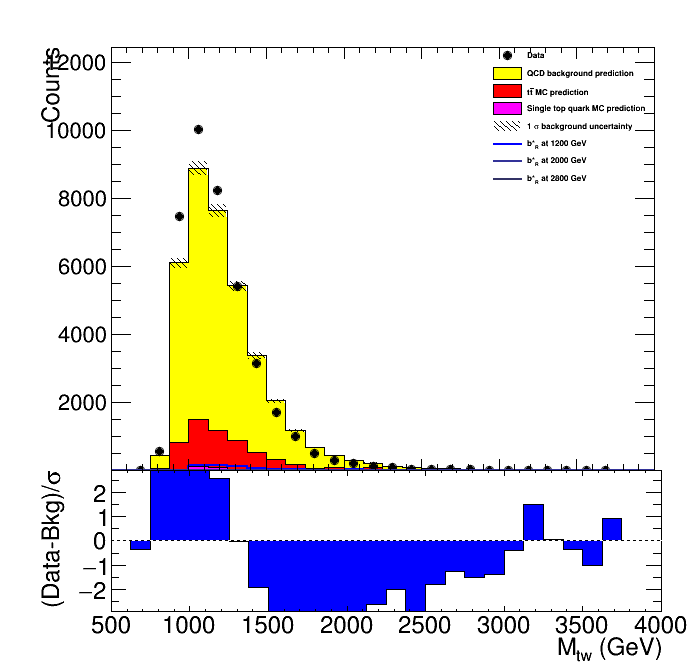 Counts
12000
10000
8000
6000
4000
2000
Data
QCD background prediction
tt̄ MC prediction
Single top quark MC prediction
1 σ background uncertainty
b*R at 1200 GeV
b*R at 2000 GeV
b*R at 2800 GeV
(Data-Bkg)/σ
2
1
0
−1
−2
500 1000 1500 2000 2500 3000 3500 4000
Mtw (GeV)